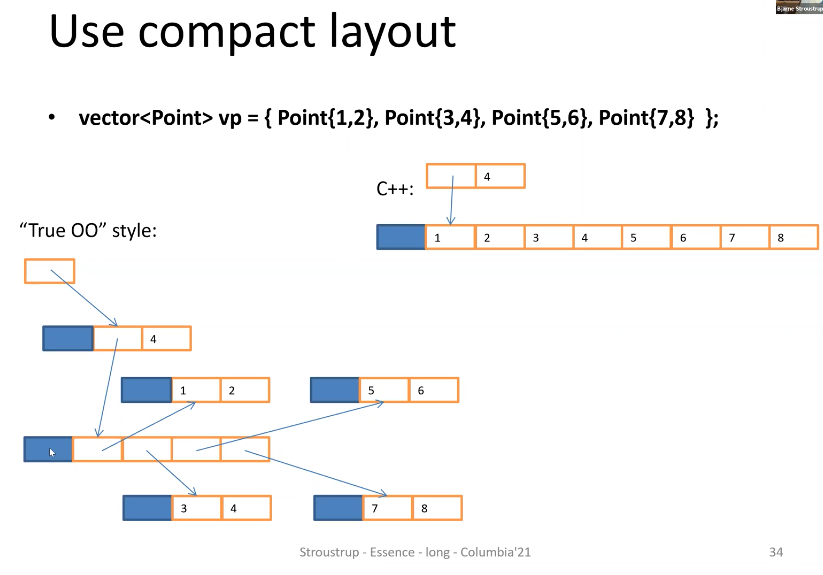 Bjarne Stroustrup
Use compact layout
• vector<Point> vp = { Point{1,2}, Point{3,4}, Point{5,6}, Point{7,8} };
4
C++:
1 2 3 4 5 6 7 8
“True OO” style:
4
1 2 5 6
3 4 7 8
Stroustrup - Essence - long - Columbia'21 34